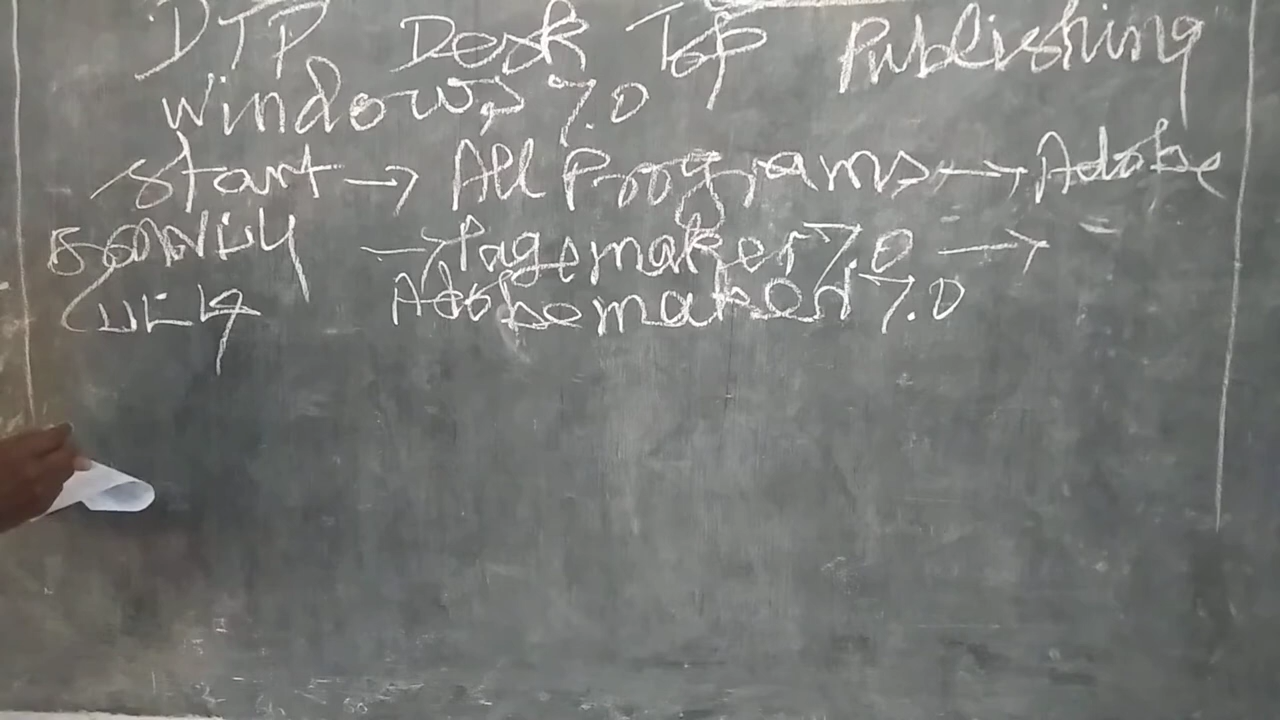 DTP Desk Top Publishing
Windows 7.0
start → All Programs → Adobe
→ Pagemaker 7.0 →
Adobemaker 7.0